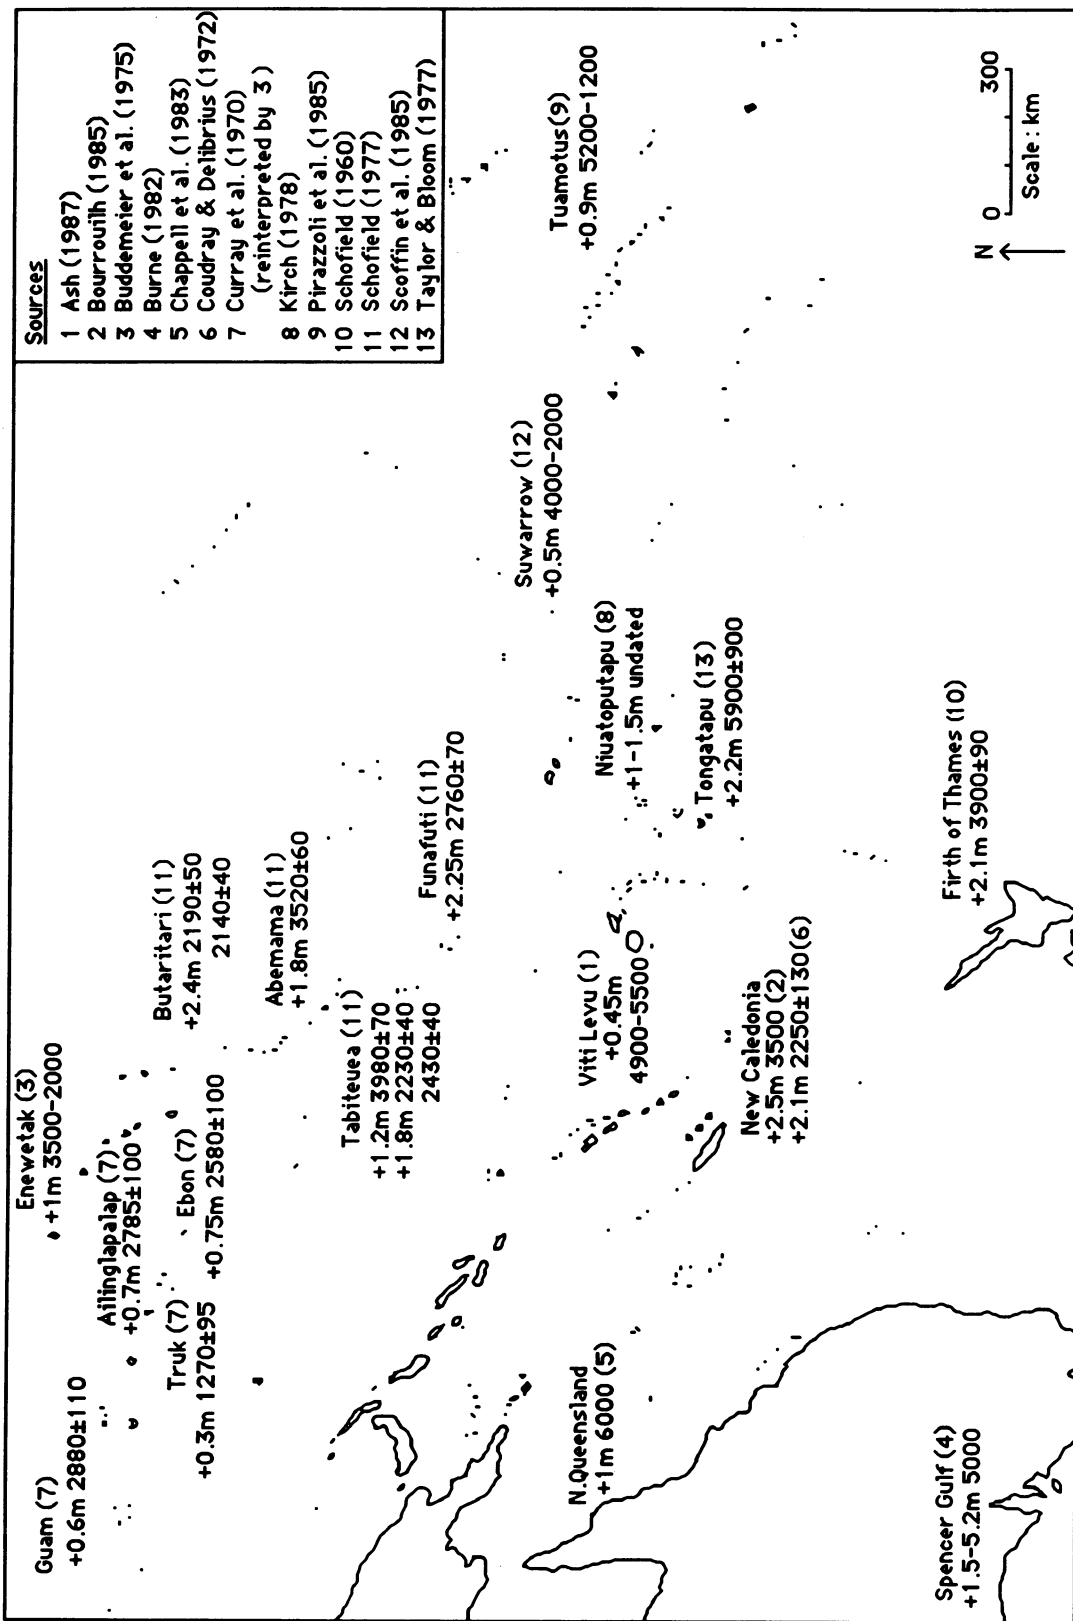 Sources
1 Ash (1987)
2 Bourrouilh (1985)
3 Buddemeier et al. (1975)
4 Burne (1982)
5 Chappell et al. (1983)
6 Coudray & Delibrius (1972)
7 Curray et al. (1970)
(reinterpreted by 3)
8 Kirch (1978)
9 Pirazzoli et al. (1985)
10 Schofield (1960)
11 Schofield (1977)
12 Scoffin et al. (1985)
13 Taylor & Bloom (1977)
Guam (7)
+0.6m 2880±110
Enewetak (3)
+1m 3500-2000
Ailinglapalap (7)
+0.7m 2785±100
Truk (7)
+0.3m 1270±95
Ebon (7)
+0.75m 2580±100
Butaritari (11)
+2.4m 2190±50
2140±40
Abemama (11)
+1.8m 3520±60
Tabiteuea (11)
+1.2m 3980±70
+1.8m 2230±40
2430±40
Funafuti (11)
+2.25m 2760±70
Suwarrow (12)
+0.5m 4000-2000
Tuamotus (9)
+0.9m 5200-1200
Niuatoputapu (8)
+1-1.5m undated
Tongatapu (13)
+2.2m 5900±900
Viti Levu (1)
+0.45m
4900-5500
New Caledonia
+2.5m 3500 (2)
+2.1m 2250±130(6)
N.Queensland
+1m 6000 (5)
Spencer Gulf (4)
+1.5-5.2m 5000
Firth of Thames (10)
+2.1m 3900±90
N
0 300
Scale : km